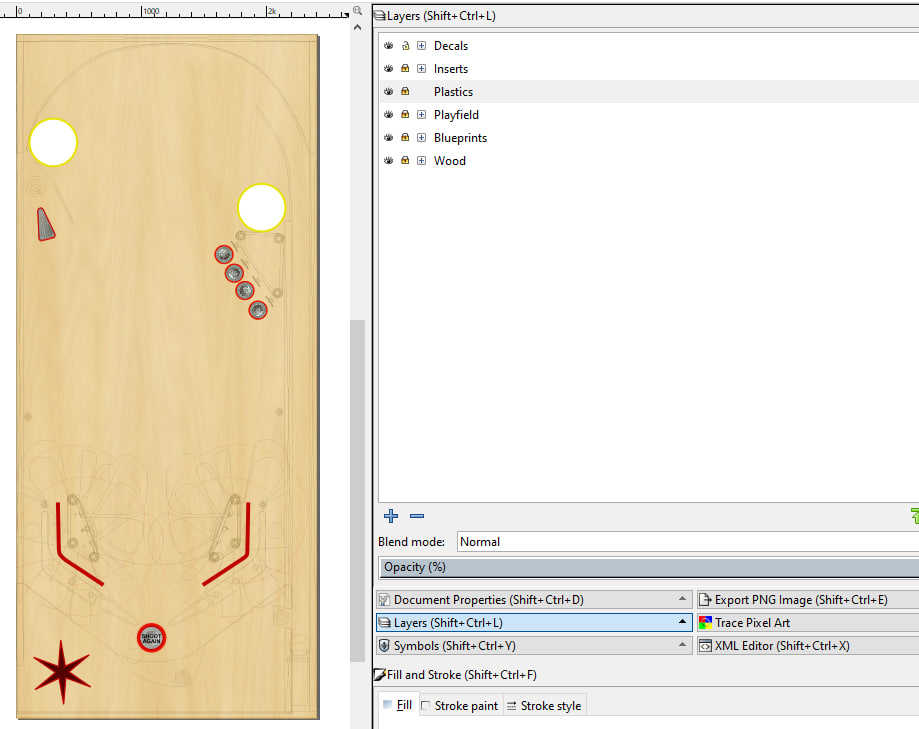 0 1000 2k
Layers (Shift+Ctrl+L)
Decals
Inserts
Plastics
Playfield
Blueprints
Wood
Blend mode: Normal
Opacity (%)
Document Properties (Shift+Ctrl+D) Export PNG Image (Shift+Ctrl+E)
Layers (Shift+Ctrl+L) Trace Pixel Art
Symbols (Shift+Ctrl+Y) XML Editor (Shift+Ctrl+X)
Fill and Stroke (Shift+Ctrl+F)
Fill Stroke paint Stroke style
SHOOT
AGAIN